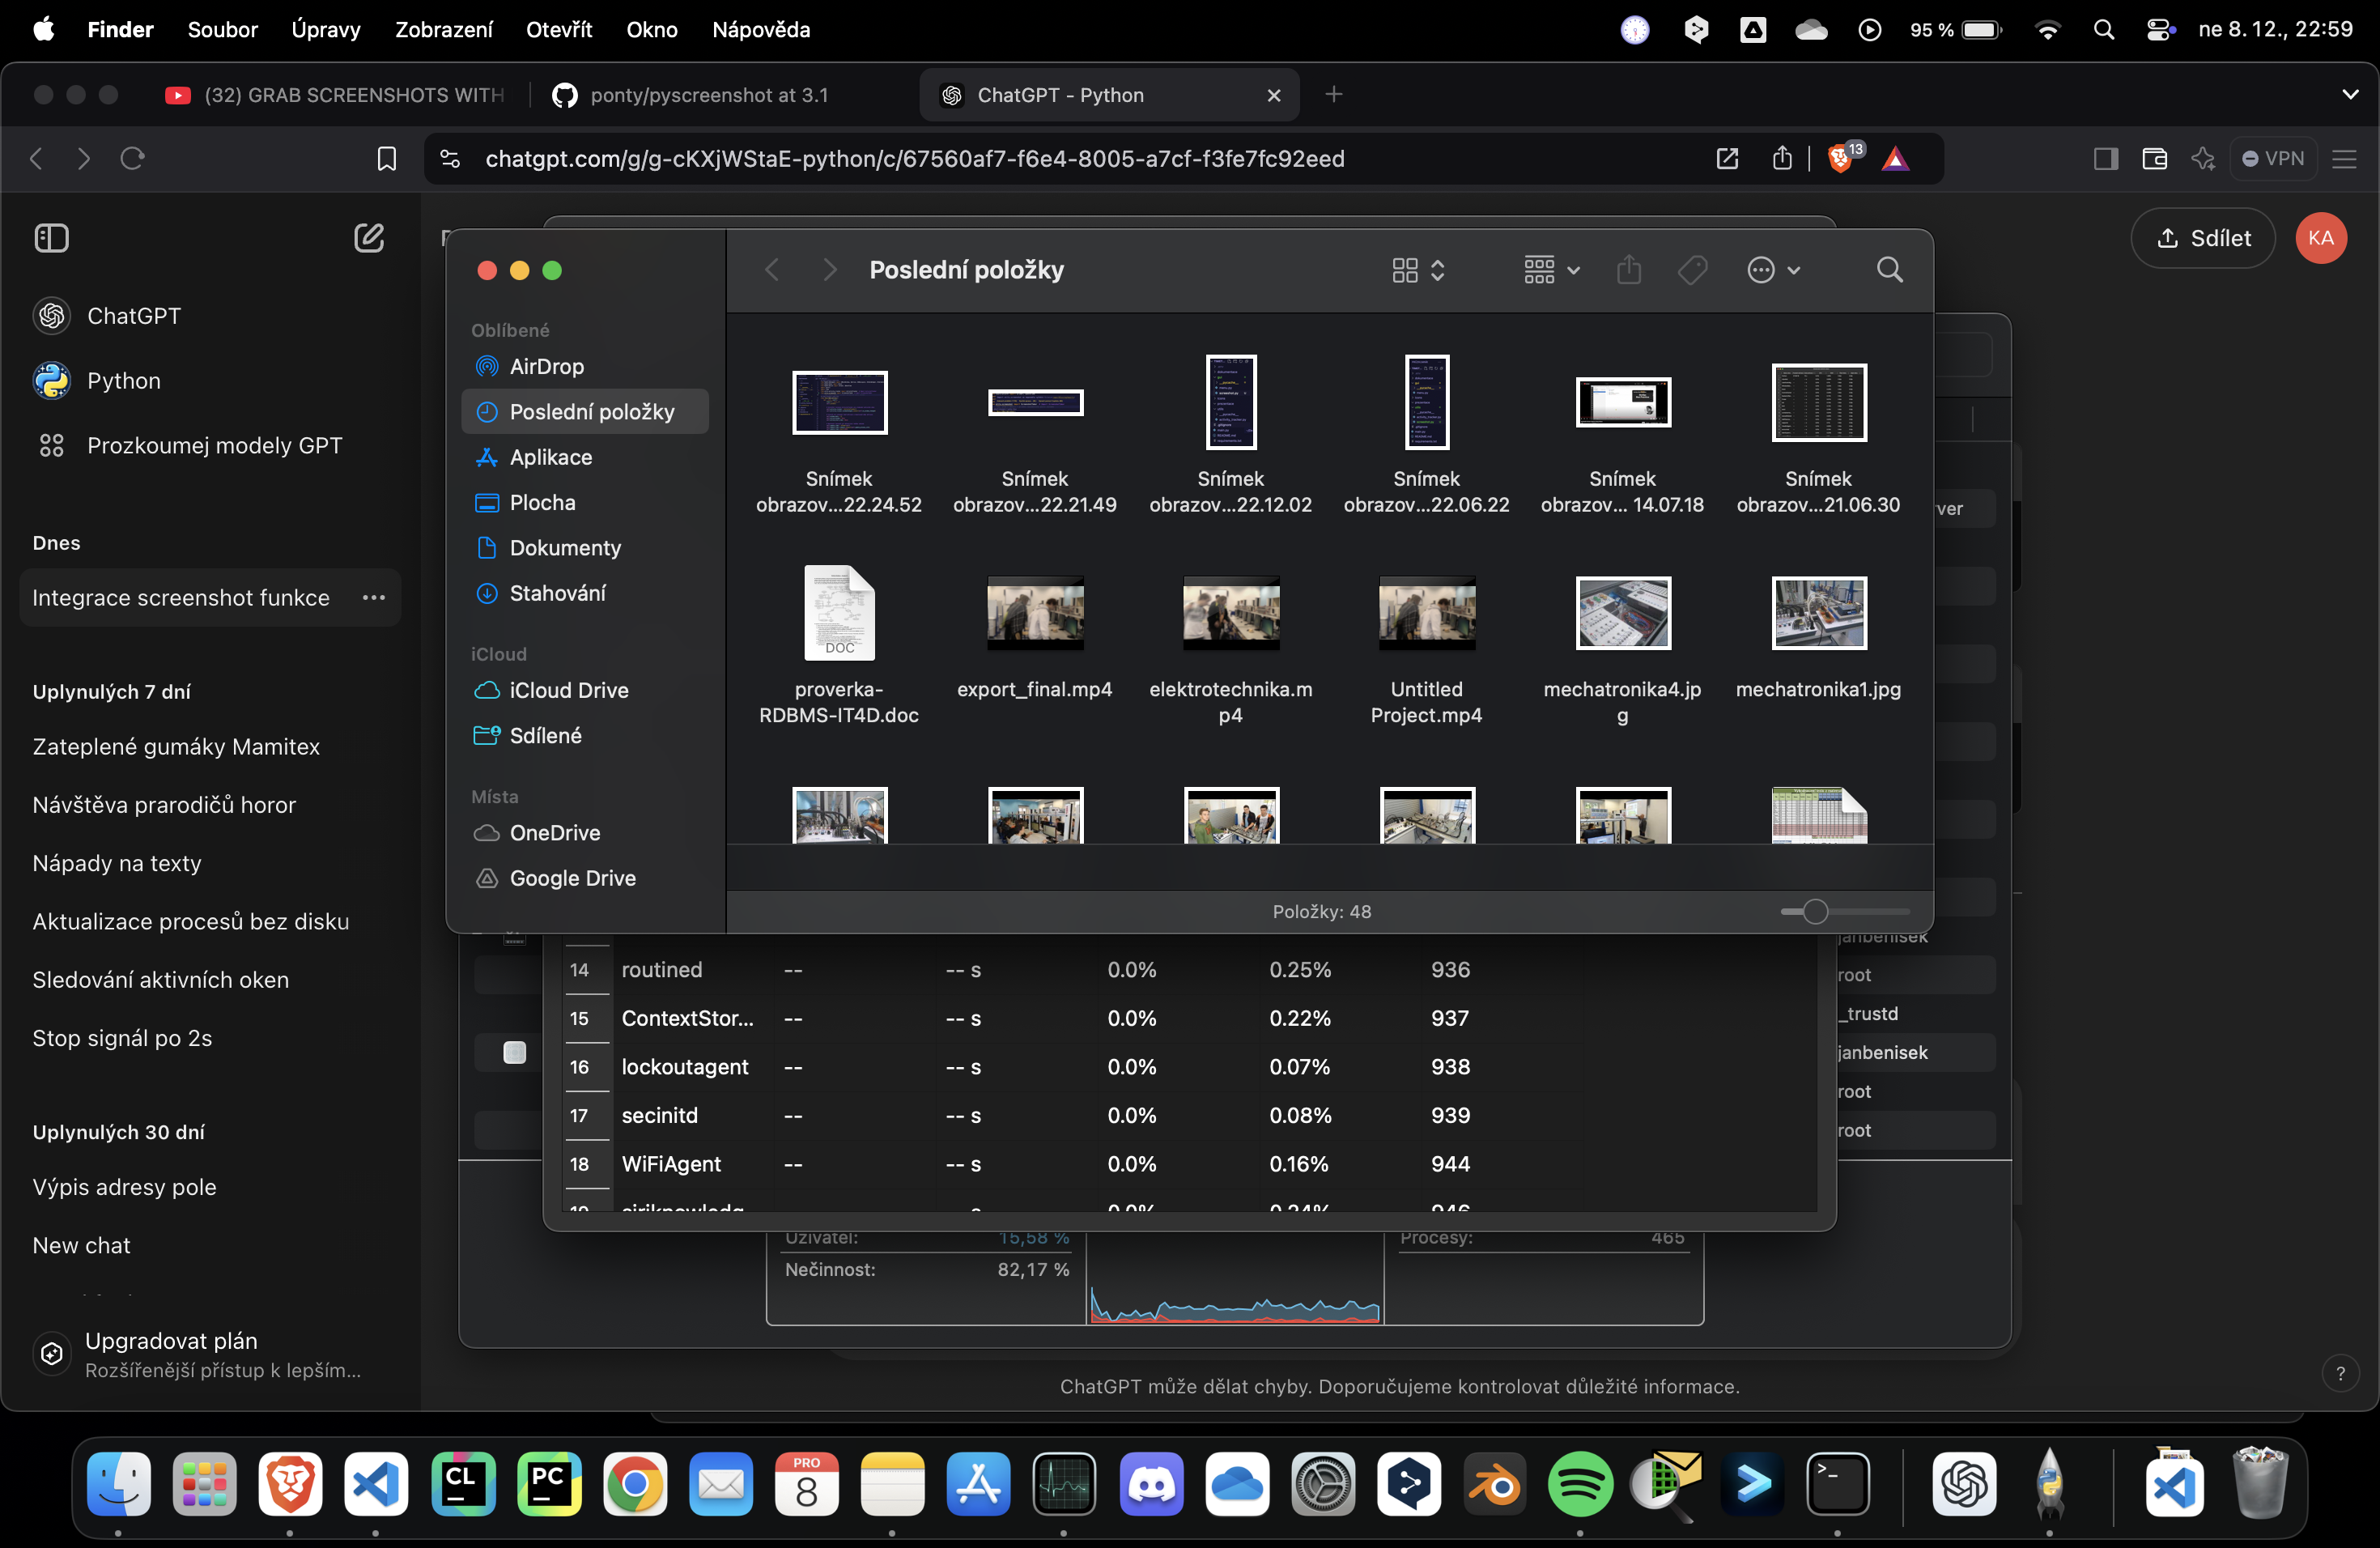 Finder Soubor Úpravy Zobrazení Otevřít Okno Nápověda 95 % ne 8. 12., 22:59
(32) GRAB SCREENSHOTS WITH ponty/pyscreenshot at 3.1 ChatGPT - Python
chatgpt.com/g/g-cKXjWStaE-python/c/67560af7-f6e4-8005-a7cf-f3fe7fc92eed 13 VPN
Sdílet KA
ChatGPT
Python
Prozkoumej modely GPT
Dnes
Integrace screenshot funkce
Uplynulých 7 dní
Zateplené gumáky Mamitex
Návštěva prarodičů horor
Nápady na texty
Aktualizace procesů bez disku
Sledování aktivních oken
Stop signál po 2s
Uplynulých 30 dní
Výpis adresy pole
New chat
Upgradovat plán
Rozšířenější přístup k lepším...
Poslední položky
Oblíbené
AirDrop
Poslední položky
Aplikace
Plocha
Dokumenty
Stahování
iCloud
iCloud Drive
Sdílené
Místa
OneDrive
Google Drive
Snímek obrazov...22.24.52
Snímek obrazov...22.21.49
Snímek obrazov...22.12.02
Snímek obrazov...22.06.22
Snímek obrazov... 14.07.18
Snímek obrazov...21.06.30
DOC
proverka-RDBMS-IT4D.doc
export_final.mp4
elektrotechnika.mp4
Untitled Project.mp4
mechatronika4.jpg
mechatronika1.jpg
Položky: 48
ver
janbenisek
root
_trustd
janbenisek
root
root
14 routined -- -- s 0.0% 0.25% 936
15 ContextStor... -- -- s 0.0% 0.22% 937
16 lockoutagent -- -- s 0.0% 0.07% 938
17 secinitd -- -- s 0.0% 0.08% 939
18 WiFiAgent -- -- s 0.0% 0.16% 944
Uživatel: 15,58 % Procesy: 465
Nečinnost: 82,17 %
ChatGPT může dělat chyby. Doporučujeme kontrolovat důležité informace.
?
CL PC PRO 8